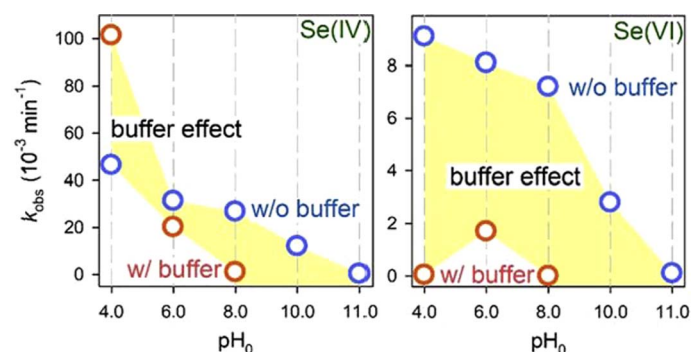 Se(IV)
100
80
60
40
20
0
k_obs (10^-3 min^-1)
buffer effect
w/o buffer
w/ buffer
4.0 6.0 8.0 10.0 11.0
pH_0
Se(VI)
8
6
4
2
0
w/o buffer
buffer effect
w/ buffer
4.0 6.0 8.0 10.0 11.0
pH_0